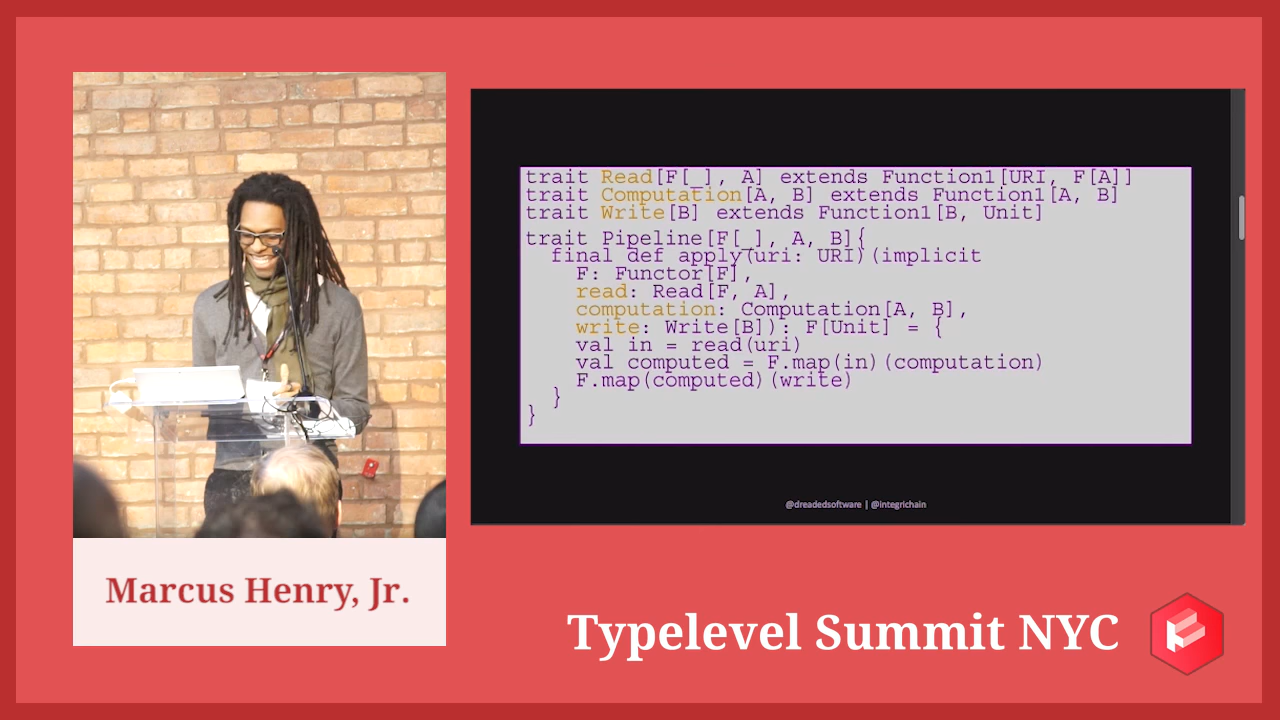 Marcus Henry, Jr.
trait Read[F[_], A] extends Function1[URI, F[A]]
trait Computation[A, B] extends Function1[A, B]
trait Write[B] extends Function1[B, Unit]
trait Pipeline[F[_], A, B]{
  final def apply(uri: URI)(implicit
    F: Functor[F],
    read: Read[F, A],
    computation: Computation[A, B],
    write: Write[B]): F[Unit] = {
    val in = read(uri)
    val computed = F.map(in)(computation)
    F.map(computed)(write)
  }
}
@dreadedsoftware | @integrichain
Typelevel Summit NYC